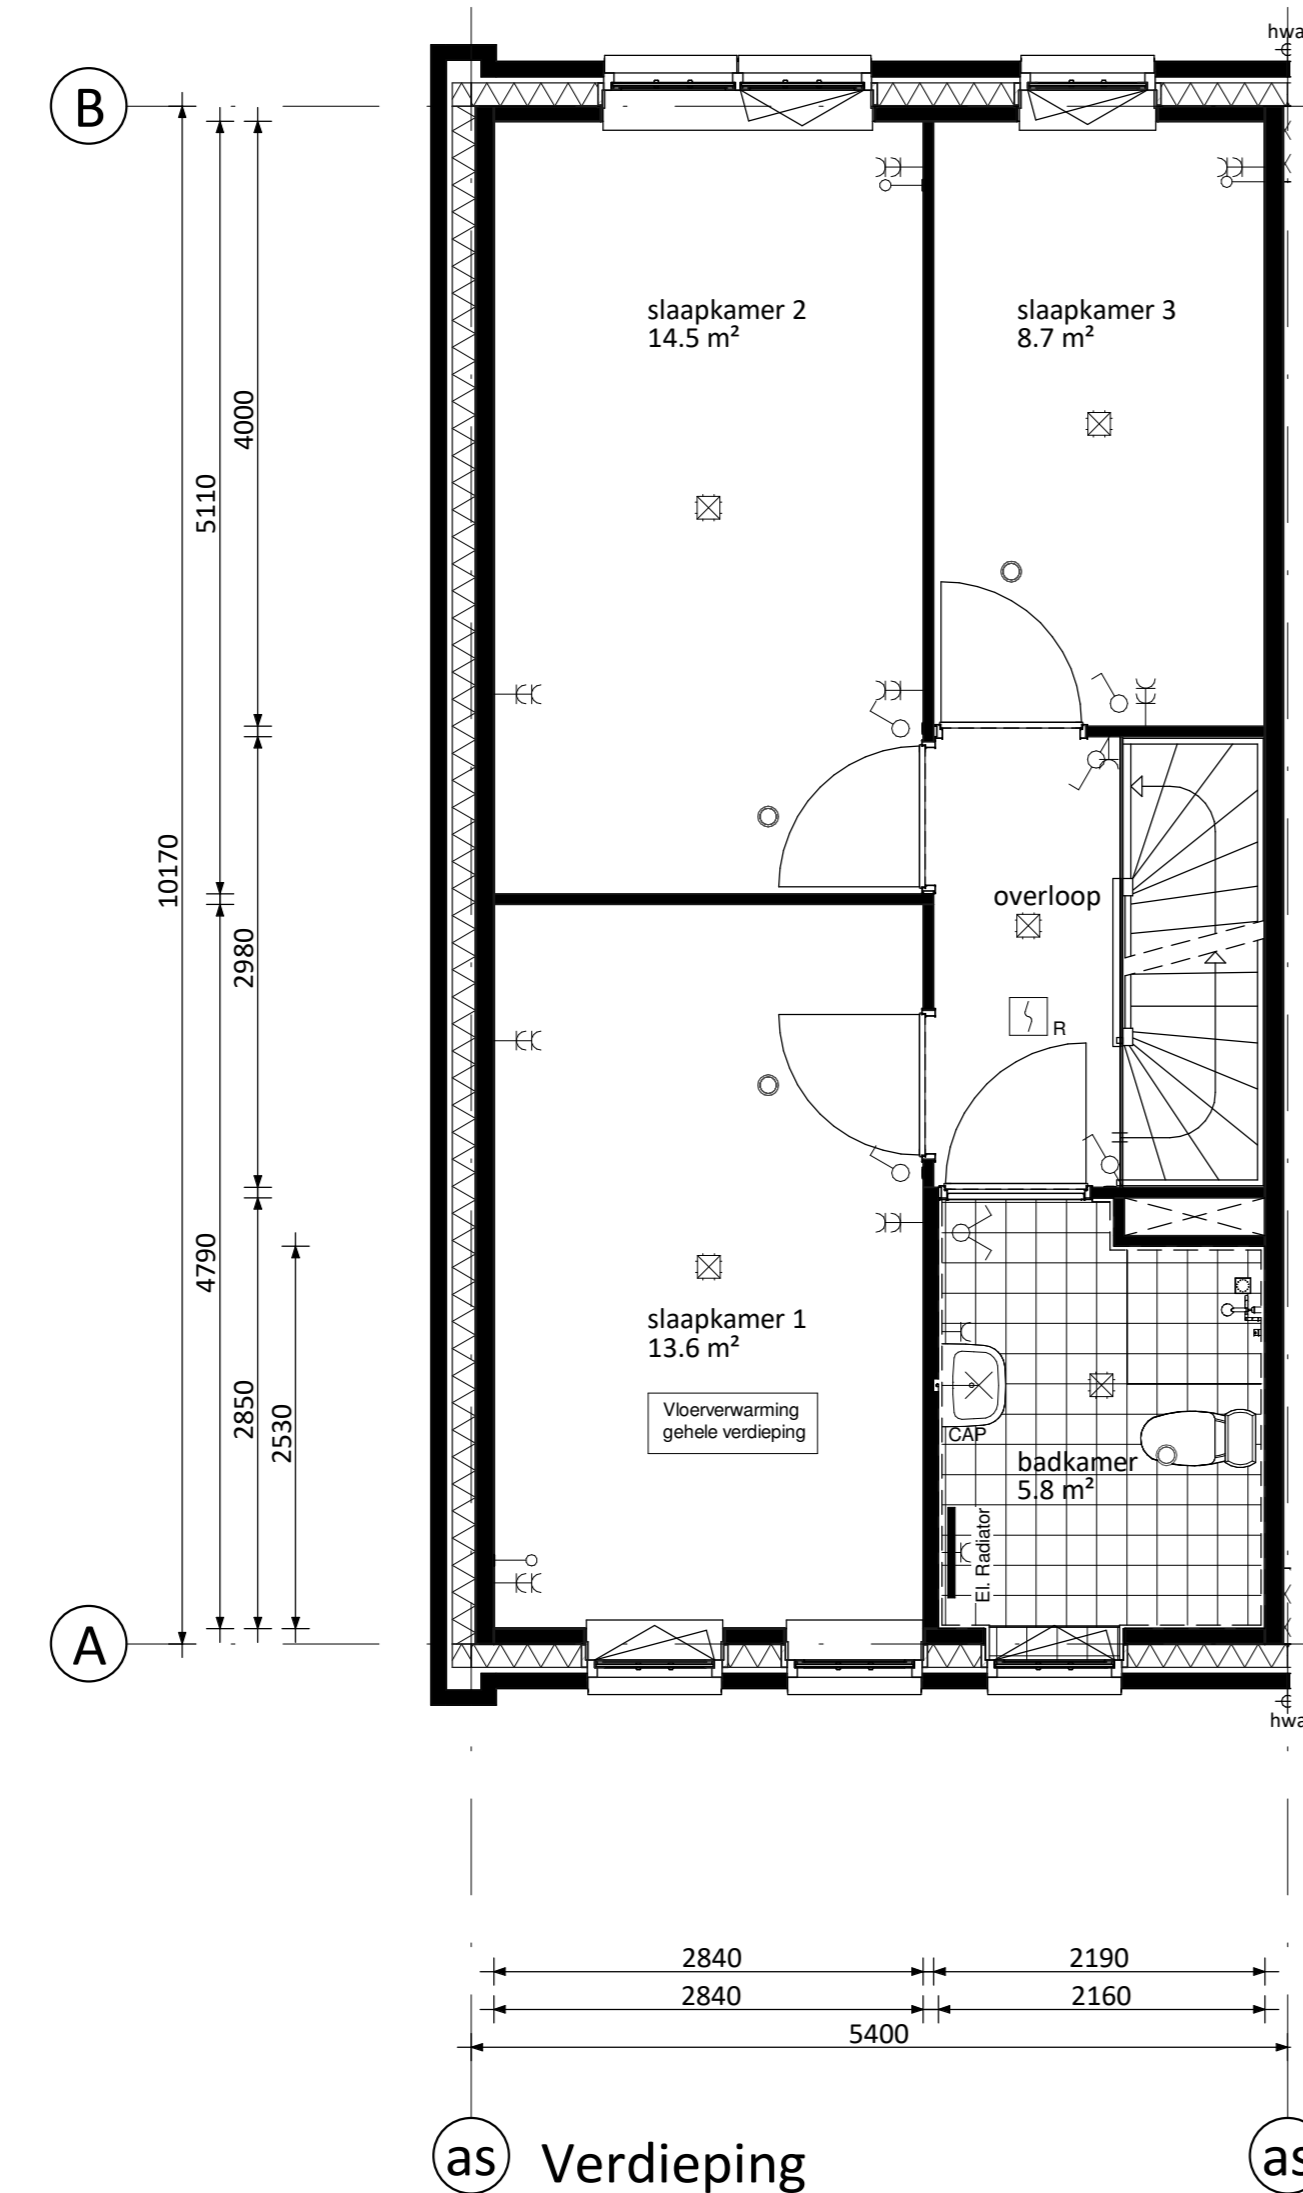 hwa
B
slaapkamer 2
14.5 m²
slaapkamer 3
8.7 m²
4000
5110
10170
2980
overloop
R
4790
2850
2530
slaapkamer 1
13.6 m²
Vloerverwarming
gehele verdieping
CAP
badkamer
5.8 m²
El. Radiator
A
hwa
2840
2190
2840
2160
5400
as
Verdieping
as